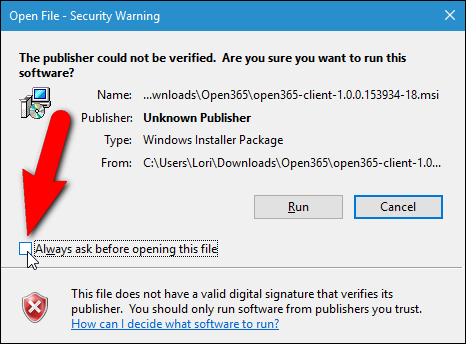 Open File - Security Warning
The publisher could not be verified.  Are you sure you want to run this
software?
Name: ...wnloads\Open365\open365-client-1.0.0.153934-18.msi
Publisher: Unknown Publisher
Type: Windows Installer Package
From: C:\Users\Lori\Downloads\Open365\open365-client-1.0...
Run
Cancel
Always ask before opening this file
This file does not have a valid digital signature that verifies its
publisher.  You should only run software from publishers you trust.
How can I decide what software to run?